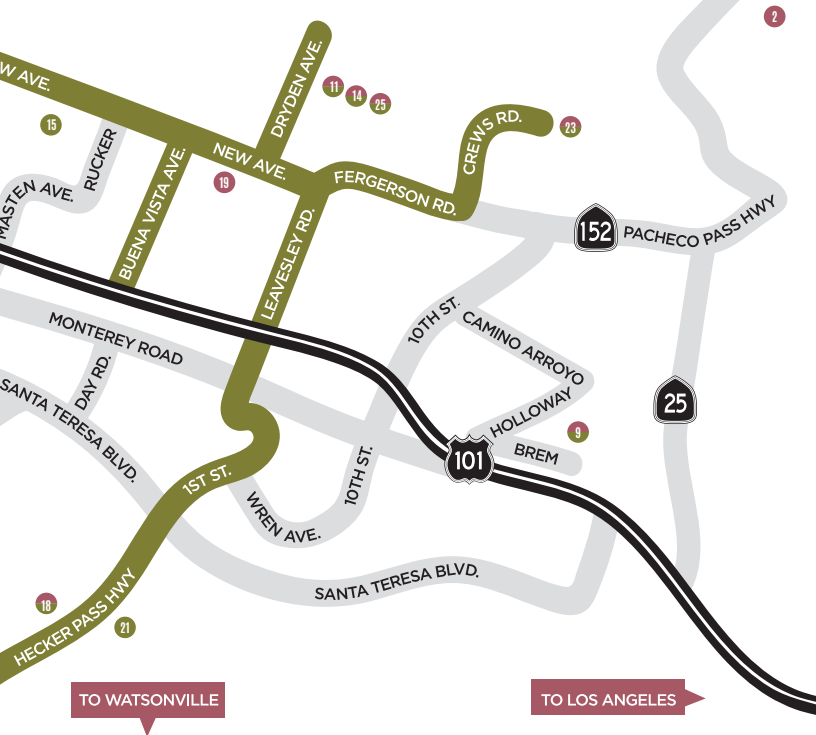 2
W AVE.
DRYDEN AVE.
11
14
25
15
RUCKER
CREWS RD.
23
NEW AVE.
19
MASTEN AVE.
BUENA VISTA AVE.
FERGERSON RD.
LEAVESLEY RD.
152
PACHECO PASS HWY
MONTEREY ROAD
10TH ST.
CAMINO ARROYO
DAY RD.
SANTA TERESA BLVD.
HOLLOWAY
25
9
BREM
101
1ST ST.
10TH ST.
WREN AVE.
SANTA TERESA BLVD.
HECKER PASS HWY
18
21
TO WATSONVILLE
TO LOS ANGELES